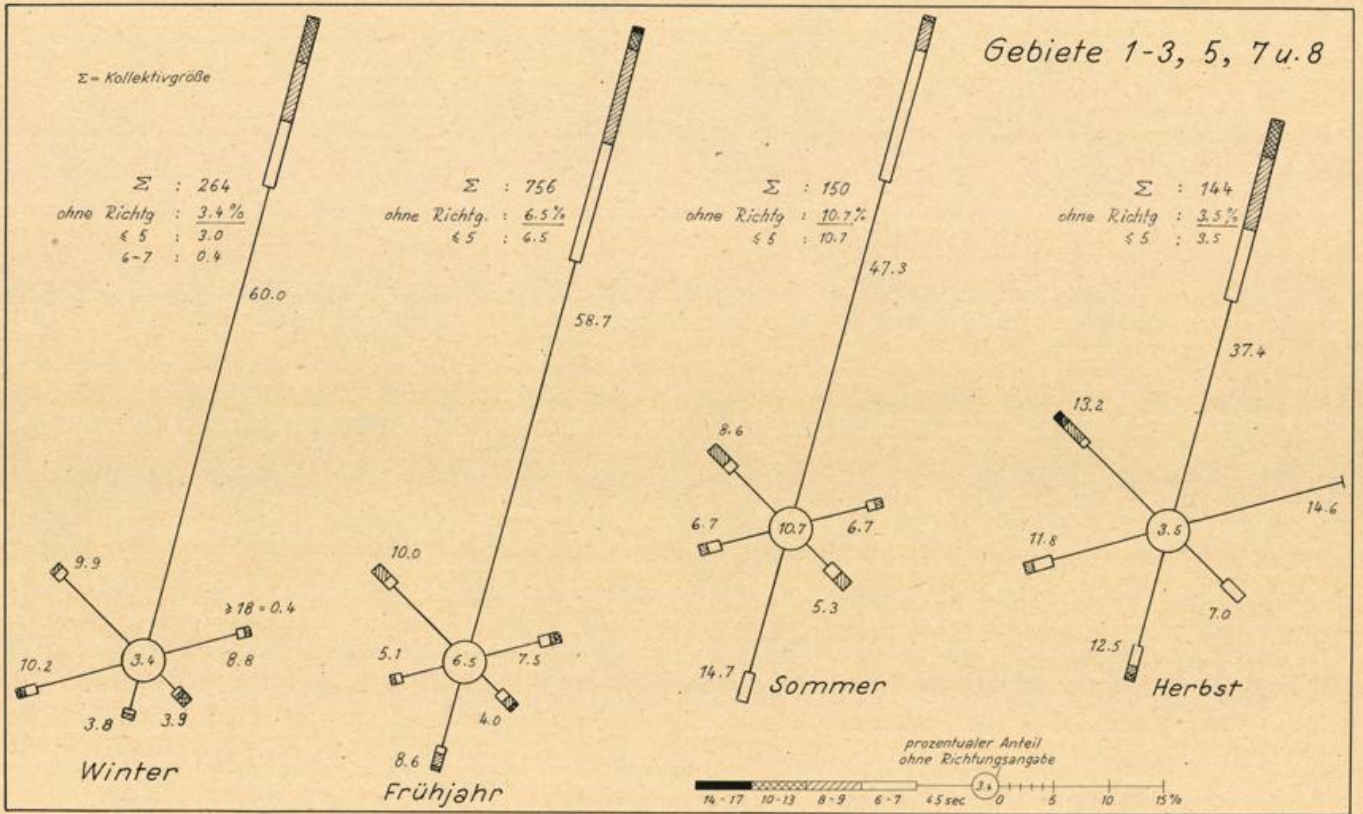 Gebiete 1-3, 5, 7 u. 8
Σ = Kollektivgröße
Σ : 264
ohne Richtg : 3.4 %
≤ 5 : 3.0
6-7 : 0.4
60.0
9.9
≥ 18 = 0.4
10.2
3.4
8.8
3.8
3.9
Winter
Σ : 756
ohne Richtg. : 6.5 %
≤ 5 : 6.5
58.7
10.0
5.1
6.5
7.5
4.0
8.6
Frühjahr
Σ : 150
ohne Richtg : 10.7 %
≤ 5 : 10.7
47.3
8.6
6.7
10.7
6.7
5.3
14.7
Sommer
Σ : 144
ohne Richtg : 3.5 %
≤ 5 : 3.5
37.4
13.2
14.6
11.8
3.5
7.0
12.5
Herbst
prozentualer Anteil
ohne Richtungsangabe
3.4
14-17 10-13 8-9 6-7 ≤5 sec 0 5 10 15 %